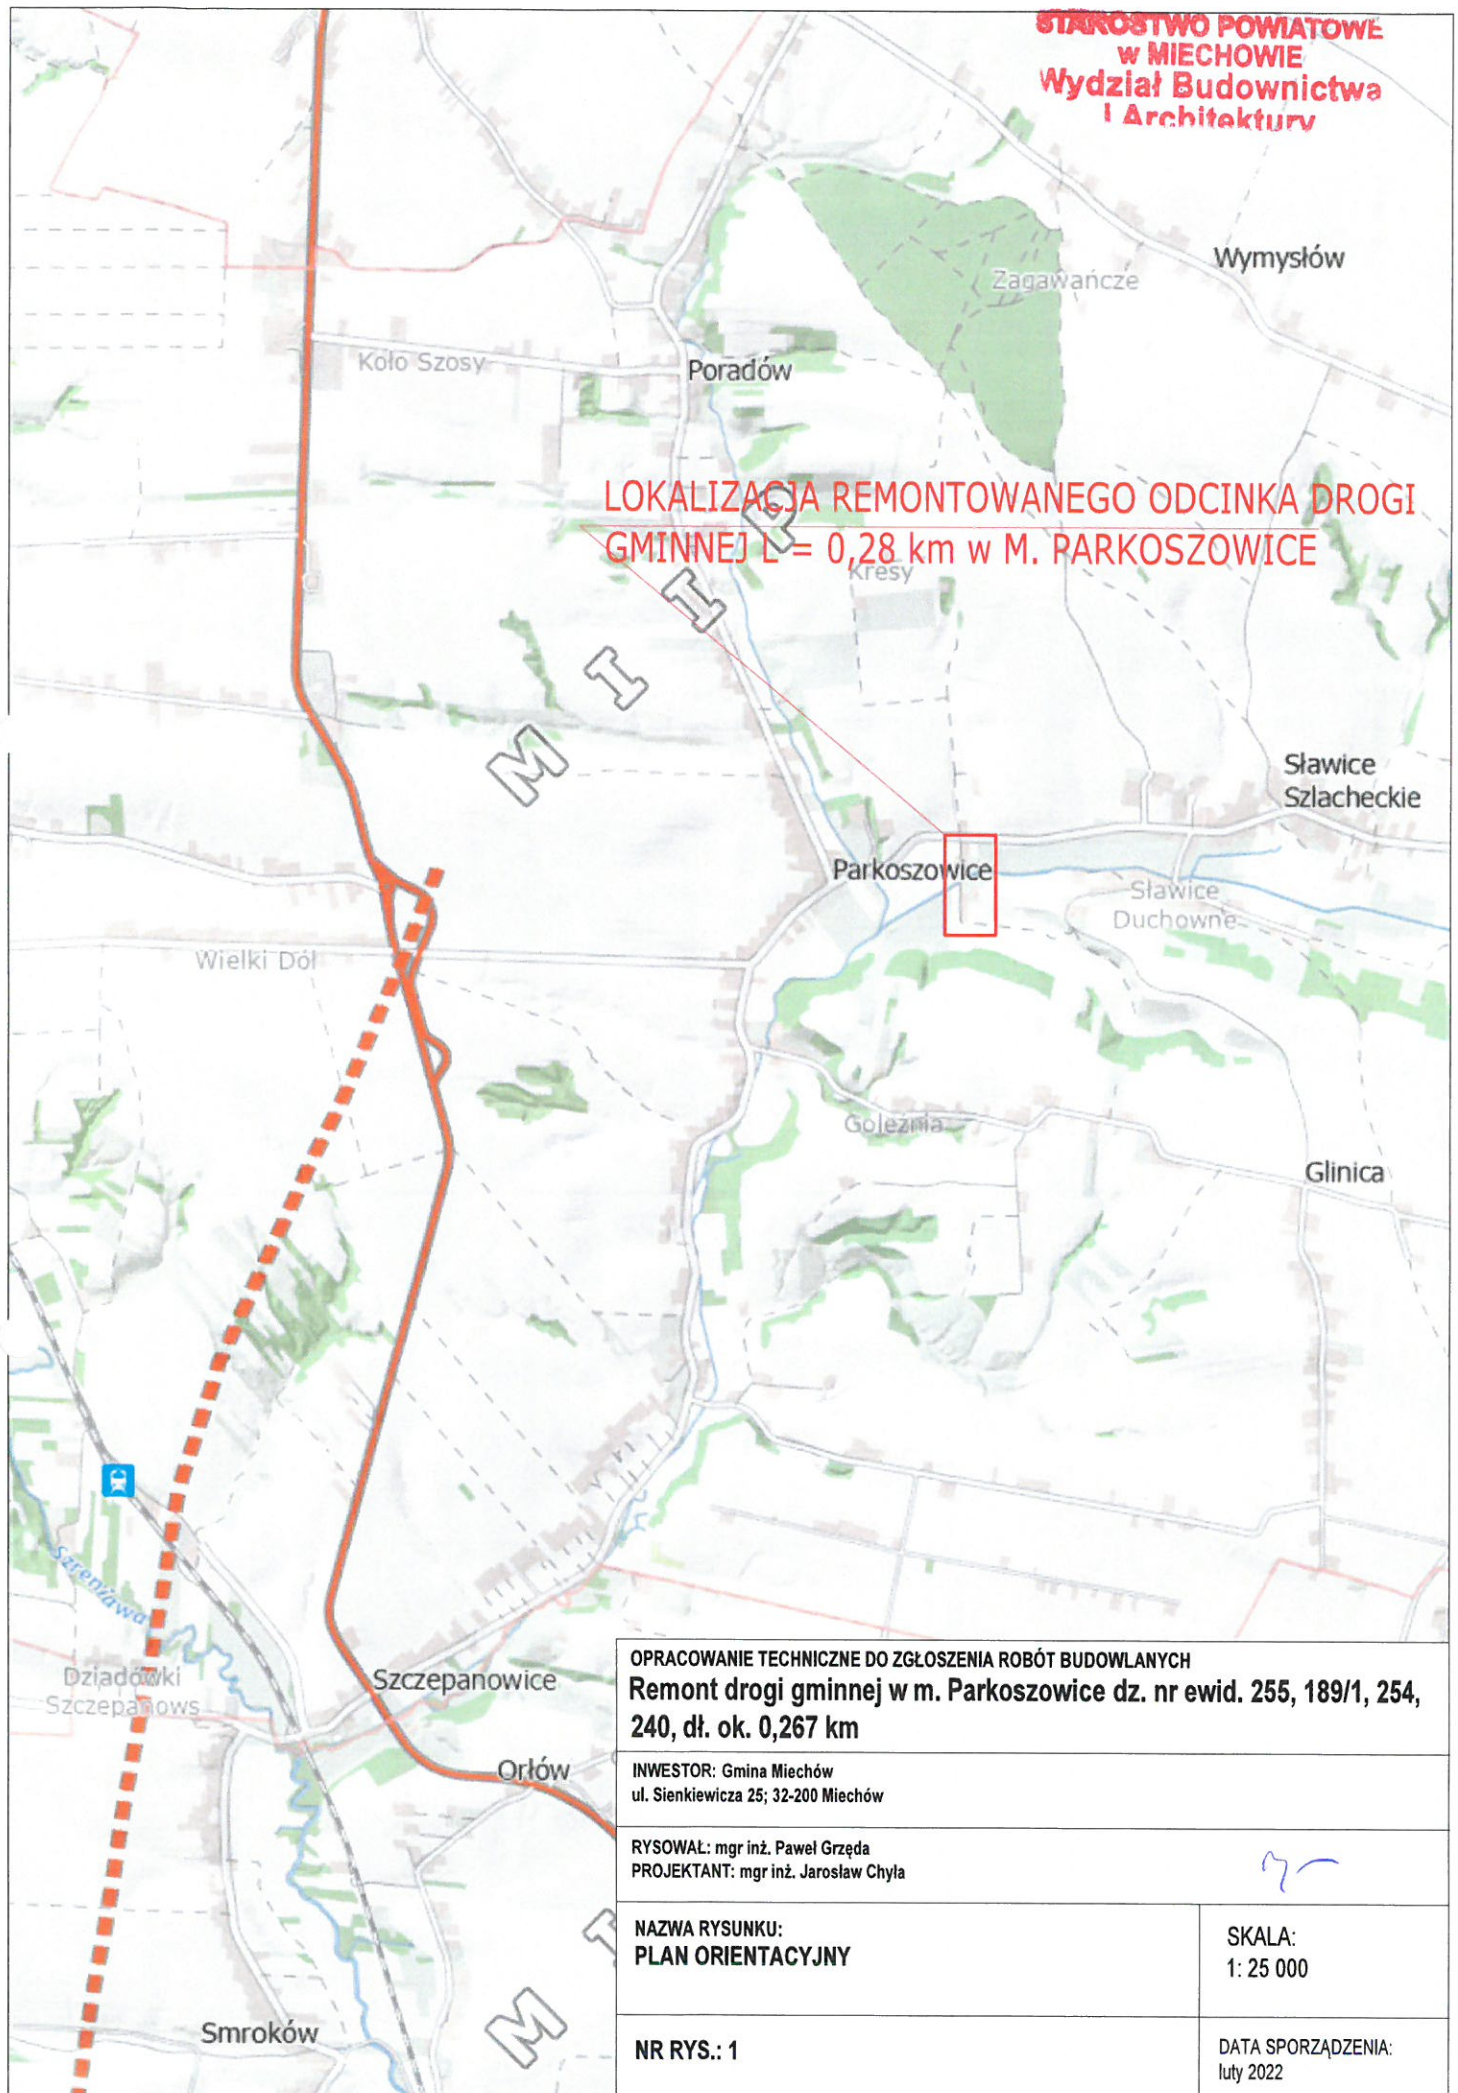 STAROSTWO POWIATOWE
w MIECHOWIE
Wydział Budownictwa
i Architektury
Wymysłów
Zagawańcze
Koło Szosy
Poradów
LOKALIZACJA REMONTOWANEGO ODCINKA DROGI
GMINNEJ L = 0,28 km w M. PARKOSZOWICE
Kresy
M I I P
Sławice
Szlacheckie
Parkoszowice
Sławice
Duchowne
Wielki Dół
Goleźnia
Glinica
Szreniawa
Dziadówki
Szczepanows
Szczepanowice
Orłów
Smroków
M I
OPRACOWANIE TECHNICZNE DO ZGŁOSZENIA ROBÓT BUDOWLANYCH
Remont drogi gminnej w m. Parkoszowice dz. nr ewid. 255, 189/1, 254,
240, dł. ok. 0,267 km
INWESTOR: Gmina Miechów
ul. Sienkiewicza 25; 32-200 Miechów
RYSOWAŁ: mgr inż. Paweł Grzęda
PROJEKTANT: mgr inż. Jarosław Chyla
NAZWA RYSUNKU:
PLAN ORIENTACYJNY
SKALA:
1: 25 000
NR RYS.: 1
DATA SPORZĄDZENIA:
luty 2022